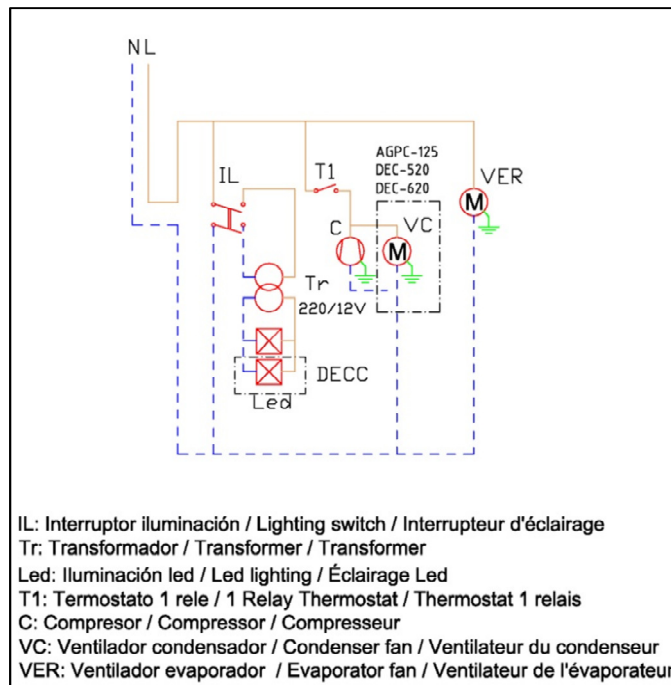 N L
AGPC-125
DEC-520
DEC-620
IL
T1
VER
M
C
VC
M
Tr
220/12V
DECC
Led
IL: Interruptor iluminación / Lighting switch / Interrupteur d'éclairage
Tr: Transformador / Transformer / Transformer
Led: Iluminación led / Led lighting / Éclairage Led
T1: Termostato 1 rele / 1 Relay Thermostat / Thermostat 1 relais
C: Compresor / Compressor / Compresseur
VC: Ventilador condensador / Condenser fan / Ventilateur du condenseur
VER: Ventilador evaporador / Evaporator fan / Ventilateur de l'évaporateur